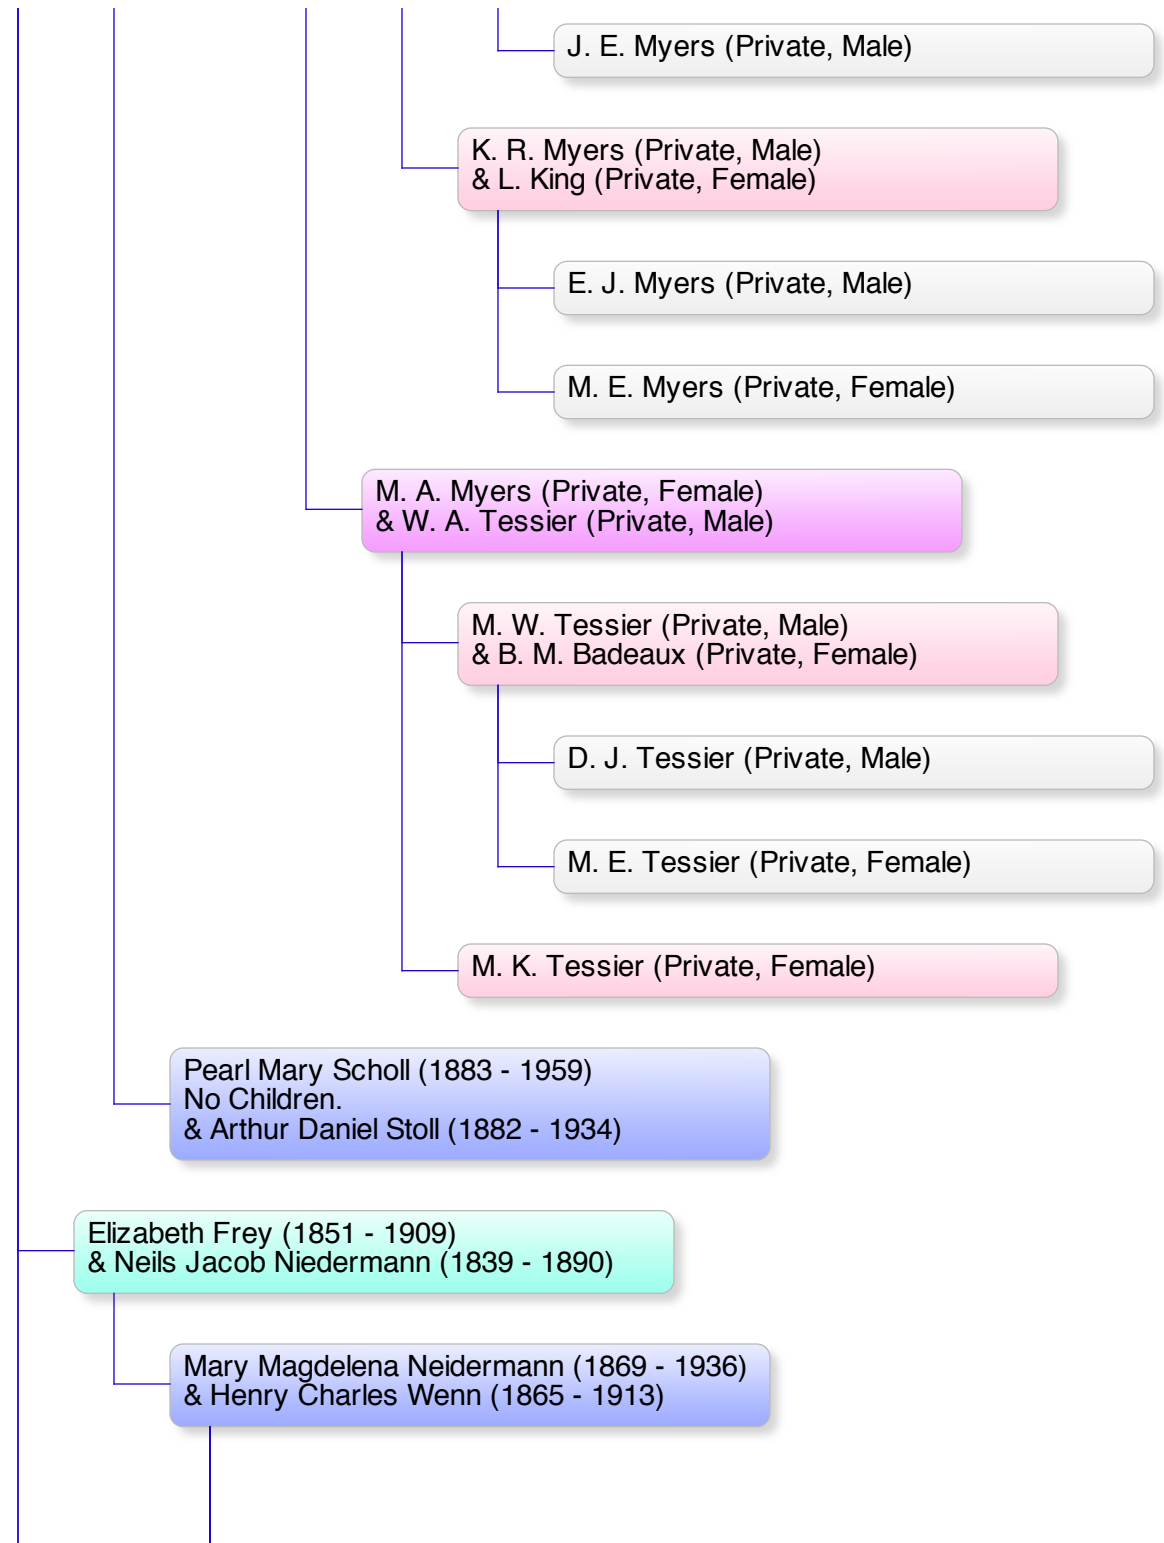 J. E. Myers (Private, Male)
K. R. Myers (Private, Male)
& L. King (Private, Female)
E. J. Myers (Private, Male)
M. E. Myers (Private, Female)
M. A. Myers (Private, Female)
& W. A. Tessier (Private, Male)
M. W. Tessier (Private, Male)
& B. M. Badeaux (Private, Female)
D. J. Tessier (Private, Male)
M. E. Tessier (Private, Female)
M. K. Tessier (Private, Female)
Pearl Mary Scholl (1883 - 1959)
No Children.
& Arthur Daniel Stoll (1882 - 1934)
Elizabeth Frey (1851 - 1909)
& Neils Jacob Niedermann (1839 - 1890)
Mary Magdelena Neidermann (1869 - 1936)
& Henry Charles Wenn (1865 - 1913)